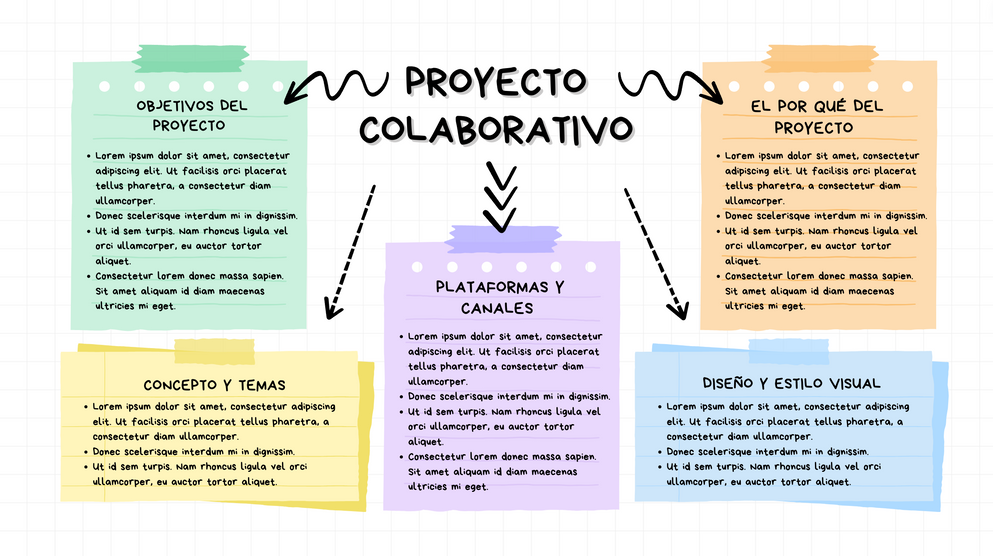 PROYECTO
COLABORATIVO
OBJETIVOS DEL
PROYECTO
• Lorem ipsum dolor sit amet, consectetur
adipiscing elit. Ut facilisis orci placerat
tellus pharetra, a consectetur diam
ullamcorper.
• Donec scelerisque interdum mi in dignissim.
• Ut id sem turpis. Nam rhoncus ligula vel
orci ullamcorper, eu auctor tortor
aliquet.
• Consectetur lorem donec massa sapien.
Sit amet aliquam id diam maecenas
ultricies mi eget.
EL POR QUÉ DEL
PROYECTO
• Lorem ipsum dolor sit amet, consectetur
adipiscing elit. Ut facilisis orci placerat
tellus pharetra, a consectetur diam
ullamcorper.
• Donec scelerisque interdum mi in dignissim.
• Ut id sem turpis. Nam rhoncus ligula vel
orci ullamcorper, eu auctor tortor
aliquet.
• Consectetur lorem donec massa sapien.
Sit amet aliquam id diam maecenas
ultricies mi eget.
PLATAFORMAS Y
CANALES
• Lorem ipsum dolor sit amet, consectetur
adipiscing elit. Ut facilisis orci placerat
tellus pharetra, a consectetur diam
ullamcorper.
• Donec scelerisque interdum mi in dignissim.
• Ut id sem turpis. Nam rhoncus ligula vel
orci ullamcorper, eu auctor tortor
aliquet.
• Consectetur lorem donec massa sapien.
Sit amet aliquam id diam maecenas
ultricies mi eget.
CONCEPTO Y TEMAS
• Lorem ipsum dolor sit amet, consectetur adipiscing
elit. Ut facilisis orci placerat tellus pharetra, a
consectetur diam ullamcorper.
• Donec scelerisque interdum mi in dignissim.
• Ut id sem turpis. Nam rhoncus ligula vel orci
ullamcorper, eu auctor tortor aliquet.
DISEÑO Y ESTILO VISUAL
• Lorem ipsum dolor sit amet, consectetur adipiscing
elit. Ut facilisis orci placerat tellus pharetra, a
consectetur diam ullamcorper.
• Donec scelerisque interdum mi in dignissim.
• Ut id sem turpis. Nam rhoncus ligula vel orci
ullamcorper, eu auctor tortor aliquet.